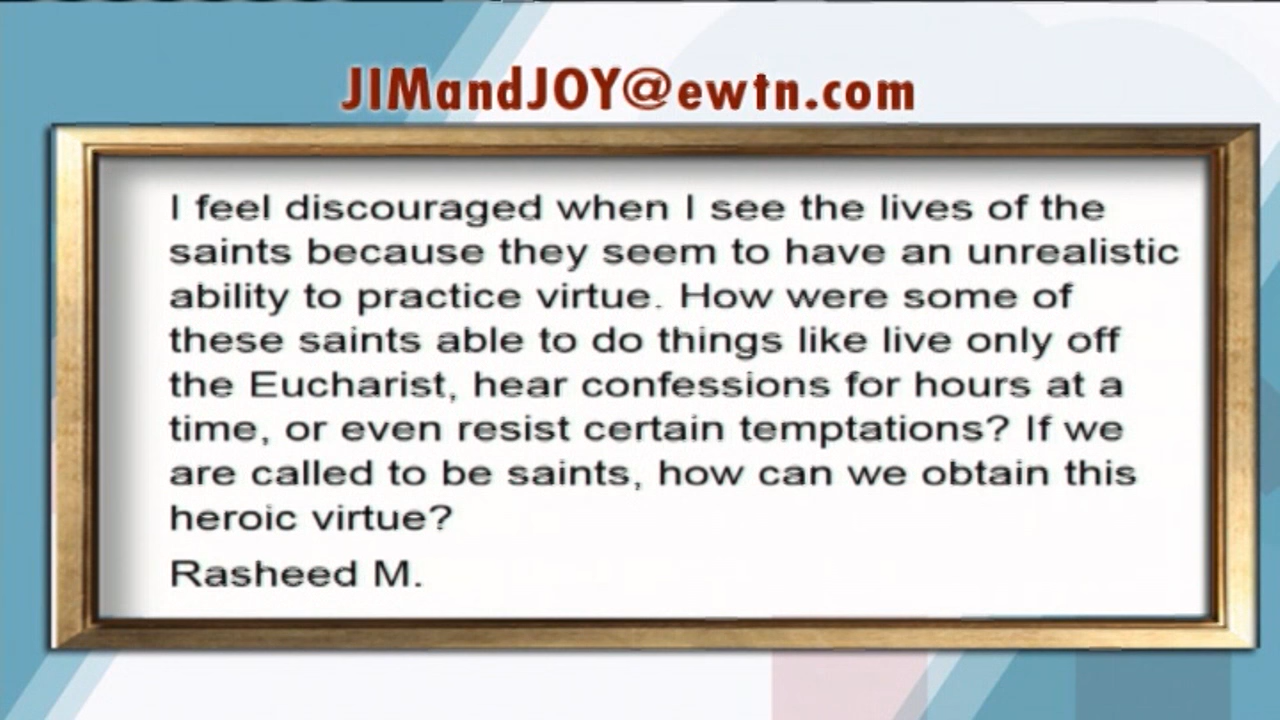 JIMandJOY@ewtn.com
I feel discouraged when I see the lives of the
saints because they seem to have an unrealistic
ability to practice virtue. How were some of
these saints able to do things like live only off
the Eucharist, hear confessions for hours at a
time, or even resist certain temptations? If we
are called to be saints, how can we obtain this
heroic virtue?
Rasheed M.